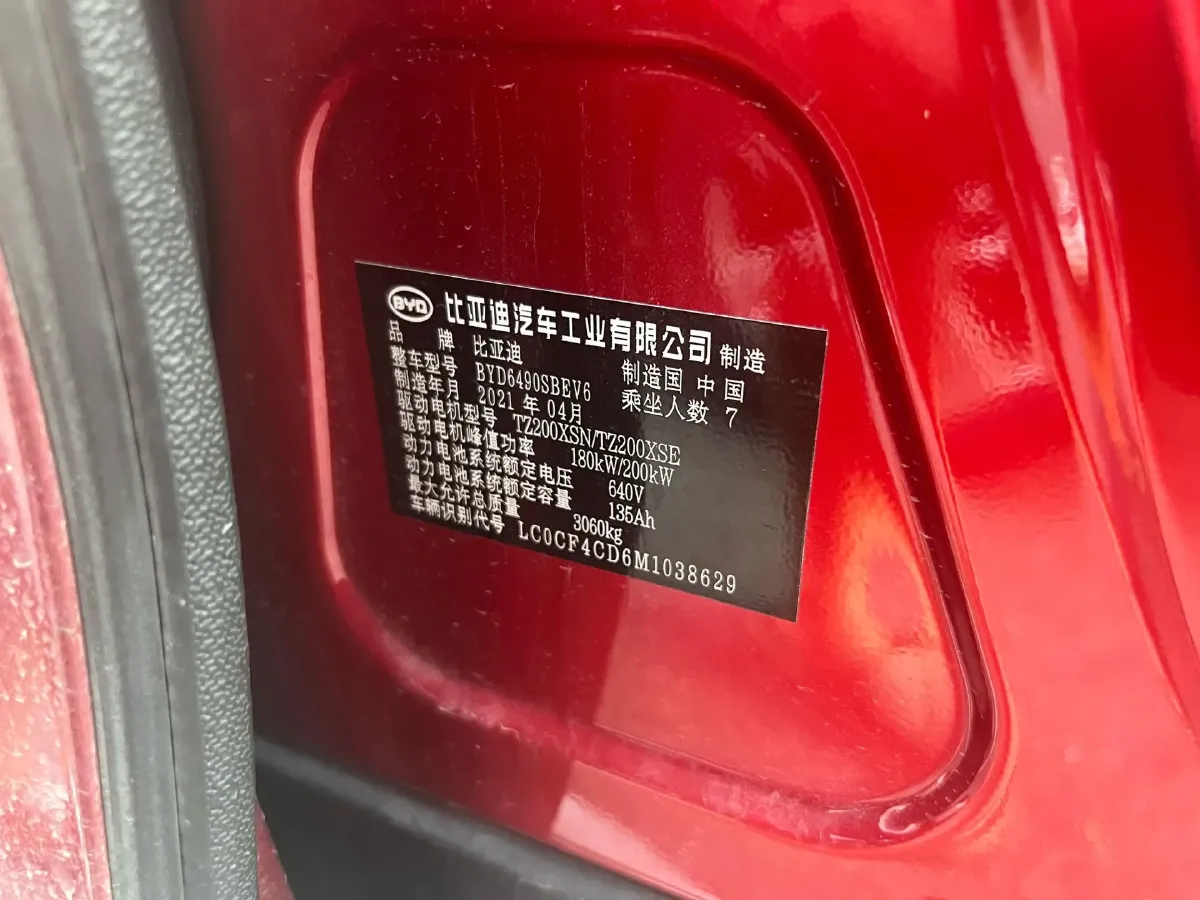 BYD 比亚迪汽车工业有限公司 制造
品牌 比亚迪 制造国 中国
整车型号 BYD6490SBEV6 乘坐人数 7
制造年月 2021 年 04月
驱动电机型号 TZ200XSN/TZ200XSE
驱动电机峰值功率 180kW/200kW
动力电池系统额定电压 640V
动力电池系统额定容量 135Ah
最大允许总质量 3060kg
车辆识别代号 LC0CF4CD6M1038629